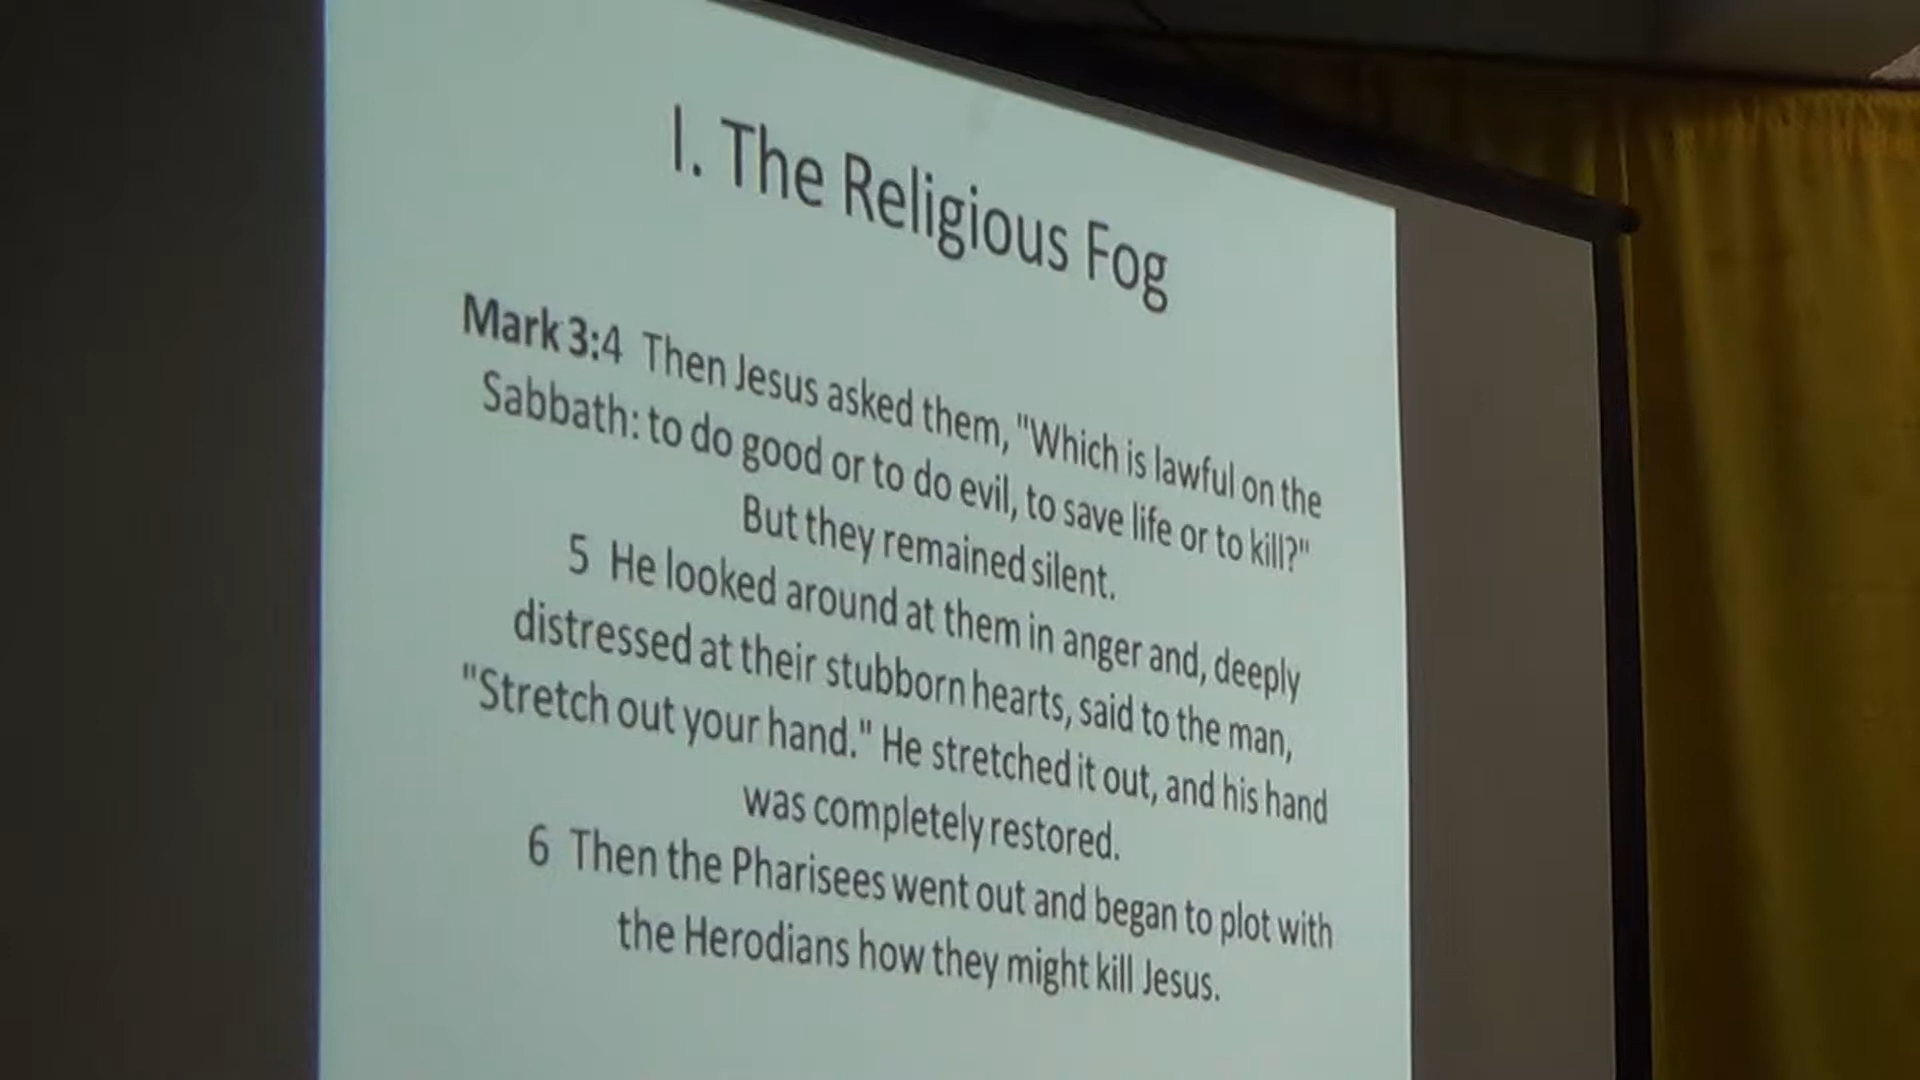 I. The Religious Fog
Mark 3:4 Then Jesus asked them, "Which is lawful on the
Sabbath: to do good or to do evil, to save life or to kill?"
But they remained silent.
5 He looked around at them in anger and, deeply
distressed at their stubborn hearts, said to the man,
"Stretch out your hand." He stretched it out, and his hand
was completely restored.
6 Then the Pharisees went out and began to plot with
the Herodians how they might kill Jesus.